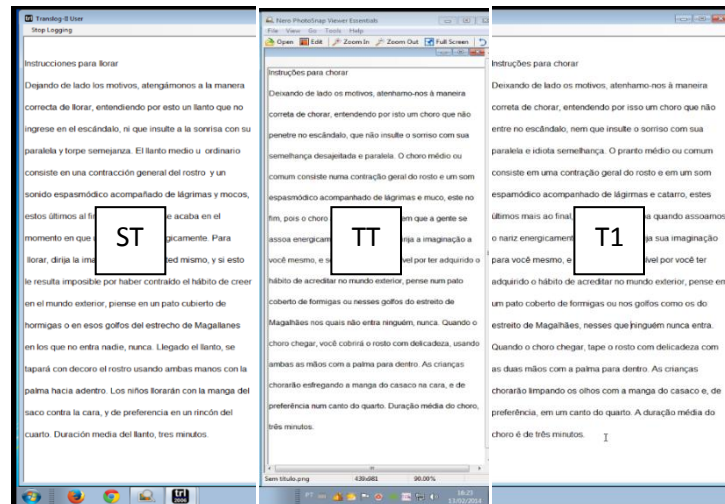 Translog-II User
Stop Logging
Instrucciones para llorar
Dejando de lado los motivos, atengámonos a la manera
correcta de llorar, entendiendo por esto un llanto que no
ingrese en el escándalo, ni que insulte a la sonrisa con su
paralela y torpe semejanza. El llanto medio u ordinario
consiste en una contracción general del rostro y un
sonido espasmódico acompañado de lágrimas y mocos,
estos últimos al fi e acaba en el
momento en que gicamente. Para
llorar, dirija la ima ted mismo, y si esto
le resulta imposible por haber contraído el hábito de creer
en el mundo exterior, piense en un pato cubierto de
hormigas o en esos golfos del estrecho de Magallanes
en los que no entra nadie, nunca. Llegado el llanto, se
tapará con decoro el rostro usando ambas manos con la
palma hacia adentro. Los niños llorarán con la manga del
saco contra la cara, y de preferencia en un rincón del
cuarto. Duración media del llanto, tres minutos.
ST
trl
2006
Nero PhotoSnap Viewer Essentials
File View Go Tools Help
Open Edit Zoom In Zoom Out Full Screen
Instruções para chorar
Deixando de lado os motivos, atenhamo-nos à maneira
correta de chorar, entendendo por isto um choro que não
penetre no escândalo, que não insulte o sorriso com sua
semelhança desajeitada e paralela. O choro médio ou
comum consiste numa contração geral do rosto e um som
espasmódico acompanhado de lágrimas e muco, este no
fim, pois o choro em que a gente se
assoa energicam rija a imaginação a
você mesmo, e s vel por ter adquirido o
hábito de acreditar no mundo exterior, pense num pato
coberto de formigas ou nesses golfos do estreito de
Magalhães nos quais não entra ninguém, nunca. Quando o
choro chegar, você cobrirá o rosto com delicadeza, usando
ambas as mãos com a palma para dentro. As crianças
chorarão esfregando a manga do casaco na cara, e de
preferência num canto do quarto. Duração média do choro,
três minutos.
TT
Sem título.png 439x981 96.00%
PT 16:25
13/02/2014
Instruções para chorar
Deixando de lado os motivos, atenhamo-nos à maneira
correta de chorar, entendendo por isso um choro que não
entre no escândalo, nem que insulte o sorriso com sua
paralela e idiota semelhança. O pranto médio ou comum
consiste em uma contração geral do rosto e em um som
espamódico acompanhado de lágirmas e catarro, estes
últimos mais ao final, a quando assoamos
o nariz energicament ja sua imaginação
para você mesmo, e vel por você ter
adquirido o hábito de acreditar no mundo exterior, pense em
um pato coberto de formigas ou nos golfos como os do
estreito de Magalhães, nesses que ninguém nunca entra.
Quando o choro chegar, tape o rosto com delicadeza com
as duas mãos com a palma para dentro. As crianças
chorarão limpando os olhos com a manga do casaco e, de
preferência, em um canto do quarto. A duração média do
choro é de três minutos.
T1